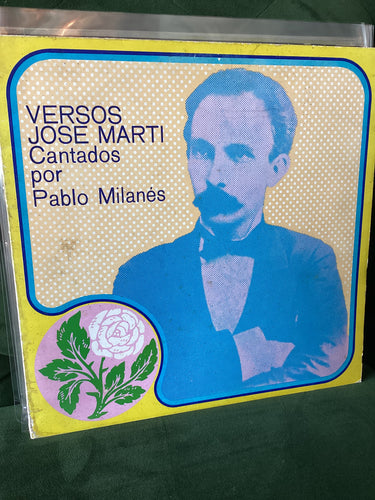 VERSOS
JOSE MARTI
Cantados
por
Pablo Milanés